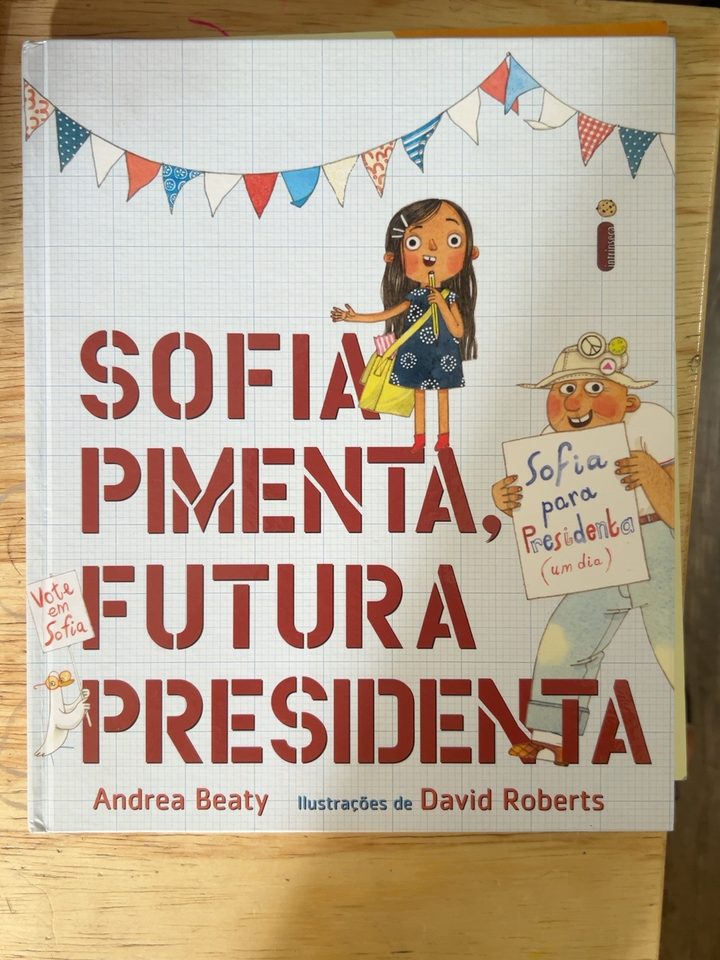 intrínseca
SOFIA
PIMENTA,
FUTURA
PRESIDENTA
Sofia
para
Presidenta
(um dia)
Vote
em
Sofia
Andrea Beaty Ilustrações de David Roberts